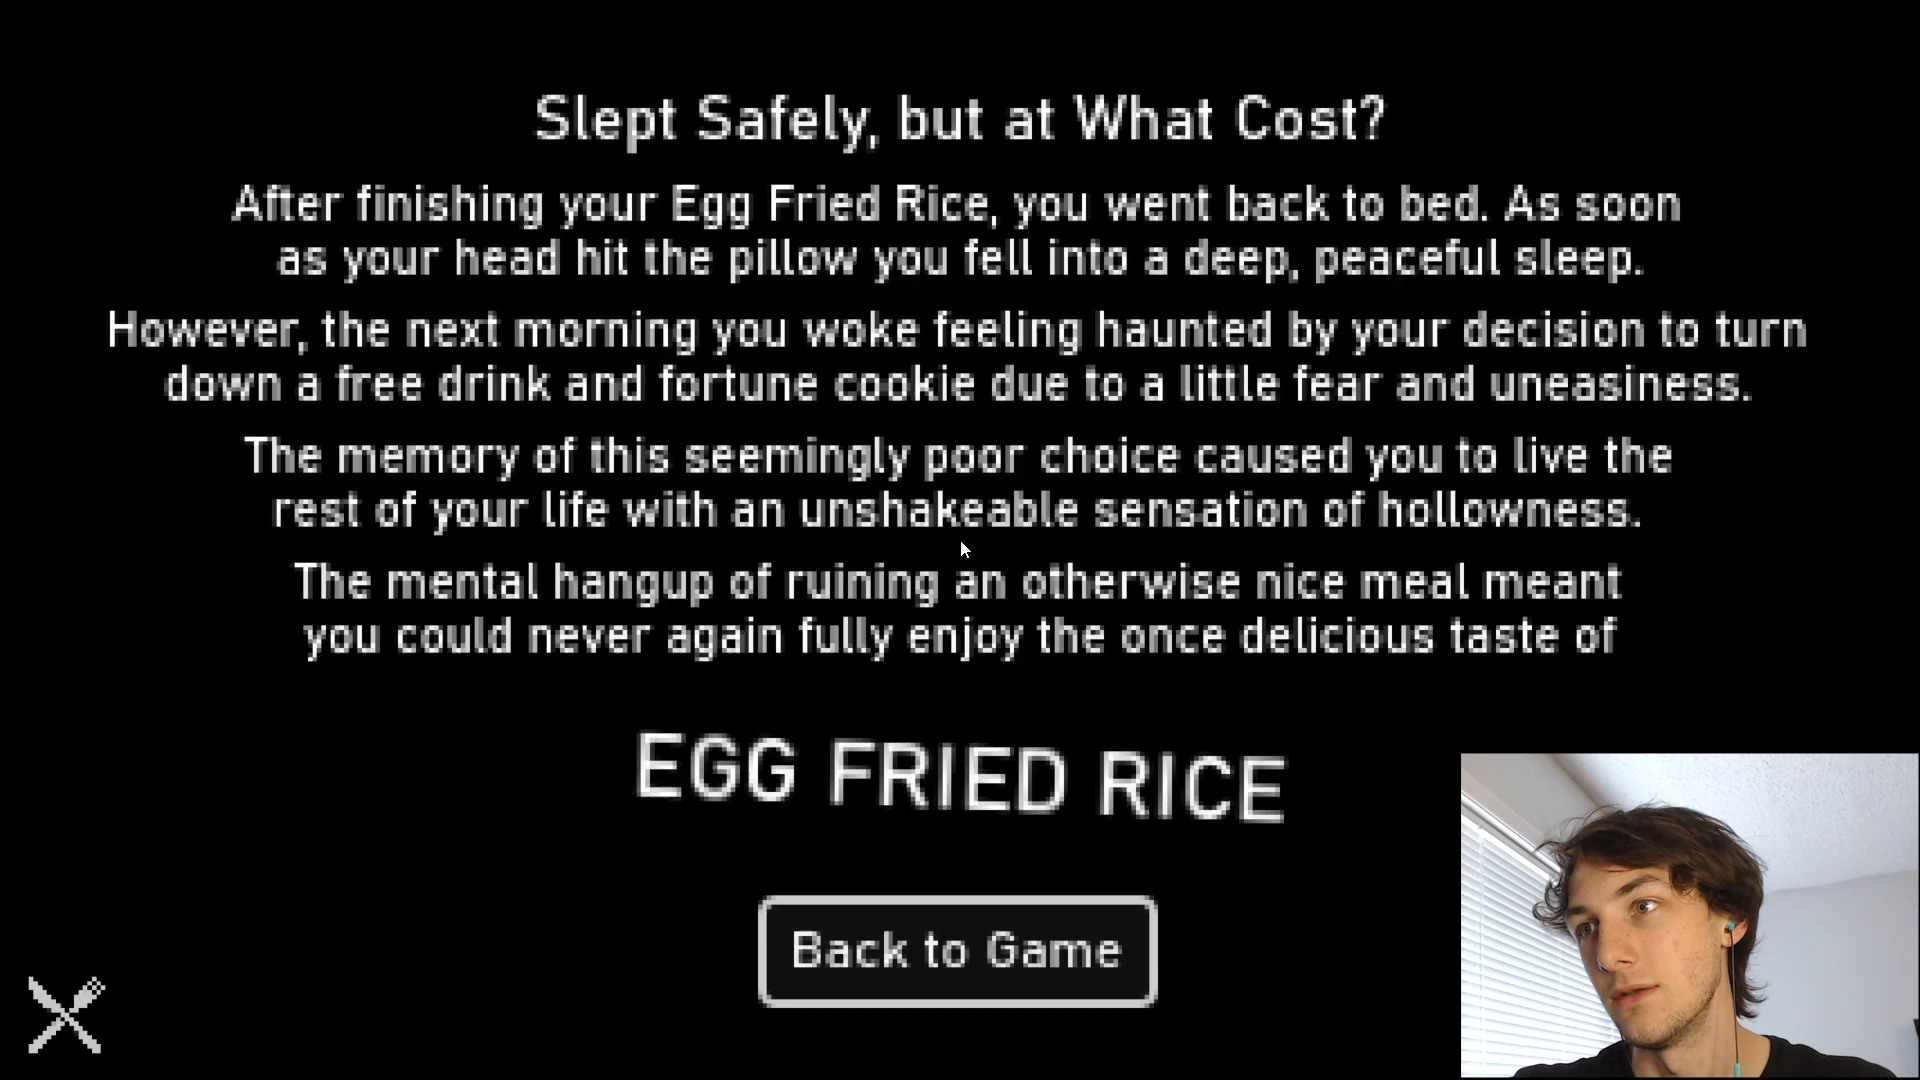 Slept Safely, but at What Cost?
After finishing your Egg Fried Rice, you went back to bed. As soon
as your head hit the pillow you fell into a deep, peaceful sleep.
However, the next morning you woke feeling haunted by your decision to turn
down a free drink and fortune cookie due to a little fear and uneasiness.
The memory of this seemingly poor choice caused you to live the
rest of your life with an unshakeable sensation of hollowness.
The mental hangup of ruining an otherwise nice meal meant
you could never again fully enjoy the once delicious taste of
EGG FRIED RICE
Back to Game